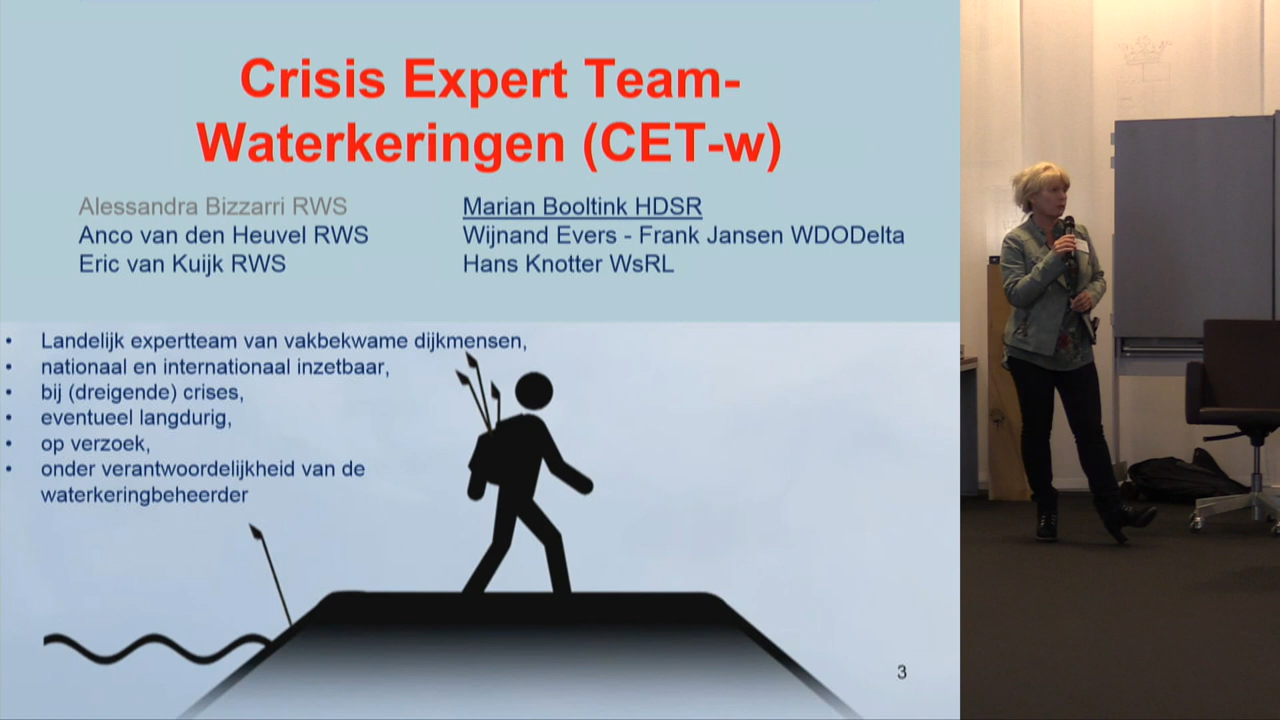 Crisis Expert Team-
Waterkeringen (CET-w)
Alessandra Bizzarri RWS
Anco van den Heuvel RWS
Eric van Kuijk RWS
Marian Booltink HDSR
Wijnand Evers - Frank Jansen WDODelta
Hans Knotter WsRL
• Landelijk expertteam van vakbekwame dijkmensen,
• nationaal en internationaal inzetbaar,
• bij (dreigende) crises,
• eventueel langdurig,
• op verzoek,
• onder verantwoordelijkheid van de
waterkeringbeheerder
3